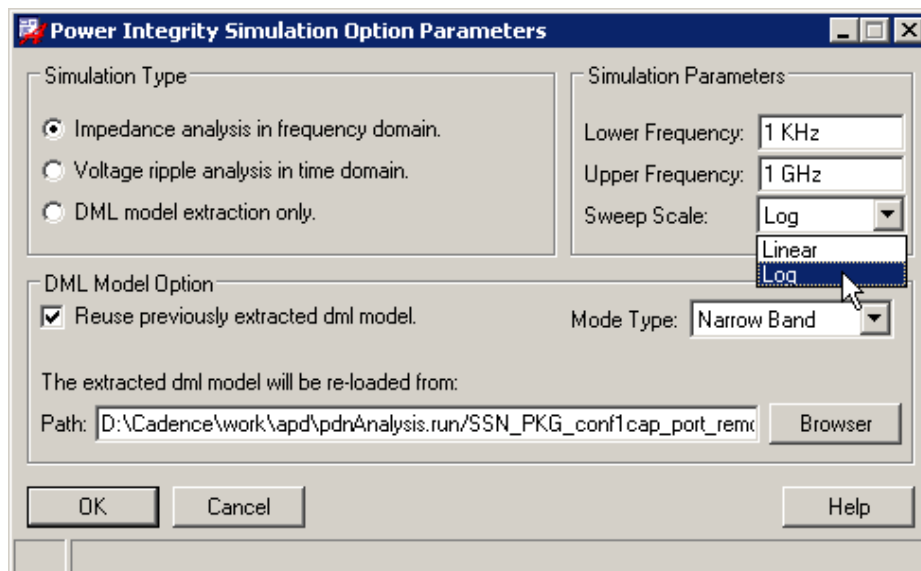 Power Integrity Simulation Option Parameters
Simulation Type
Impedance analysis in frequency domain.
Voltage ripple analysis in time domain.
DML model extraction only.
Simulation Parameters
Lower Frequency: 1 KHz
Upper Frequency: 1 GHz
Sweep Scale: Log
Linear
Log
DML Model Option
Reuse previously extracted dml model.
Mode Type: Narrow Band
The extracted dml model will be re-loaded from:
Path: D:\Cadence\work\apd\pdnAnalysis.run/SSN_PKG_conf1cap_port_remo
Browser
OK
Cancel
Help